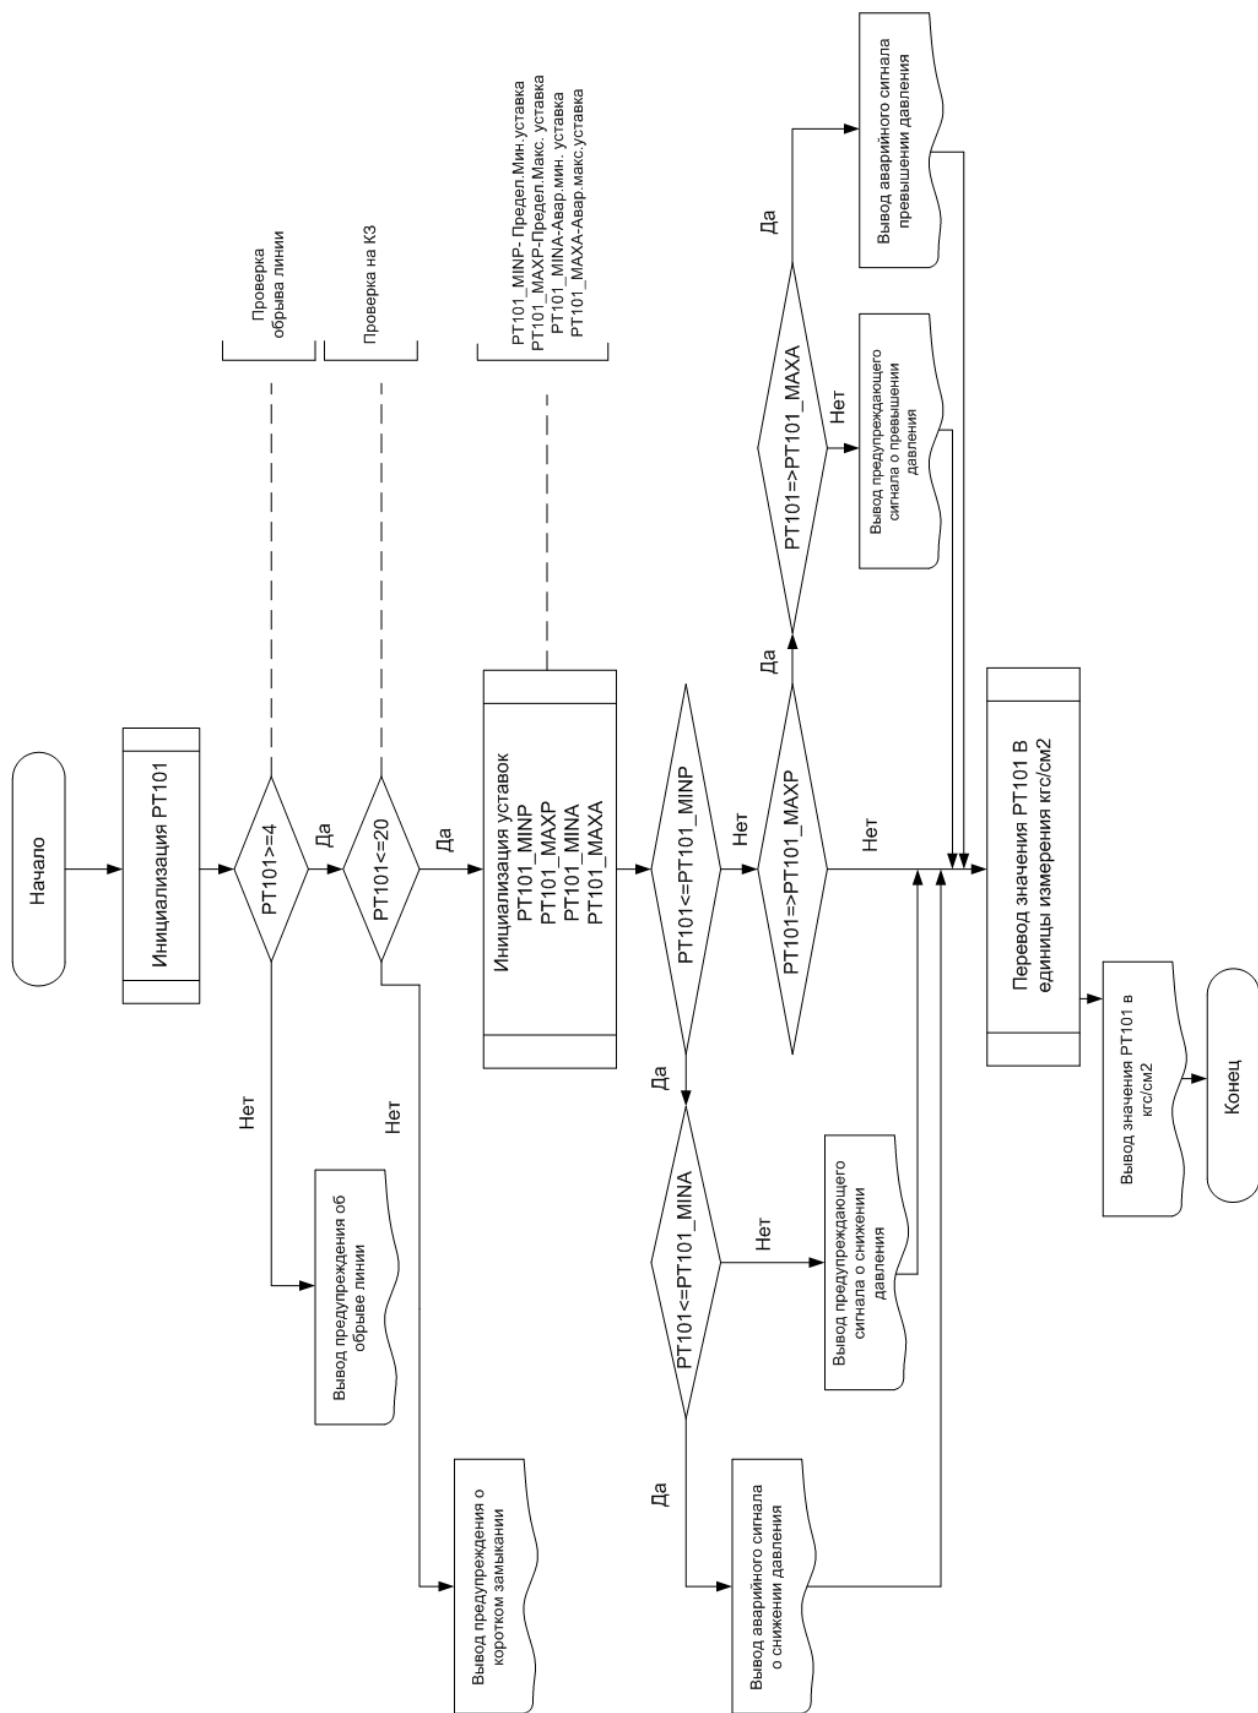 Начало
Инициализация PT101
PT101>=4
Проверка
обрыва линии
Да
Нет
Вывод предупреждения об
обрыве линии
PT101<=20
Проверка на КЗ
Да
Нет
Вывод предупреждения о
коротком замыкании
Инициализация уставок
PT101_MINP
PT101_MAXP
PT101_MINA
PT101_MAXA
PT101_MINP- Предел.Мин.уставка
PT101_MAXP-Предел.Макс. уставка
PT101_MINA-Авар.мин. уставка
PT101_MAXA-Авар.макс.уставка
PT101<=PT101_MINP
Да
Нет
PT101<=PT101_MINA
Да
Нет
Вывод аварийного сигнала
о снижении давления
Вывод предупреждающего
сигнала о снижении
давления
PT101=>PT101_MAXP
Да
Нет
PT101=>PT101_MAXA
Да
Нет
Вывод предупреждающего
сигнала о превышении
давления
Вывод аварийного сигнала
превышении давления
Перевод значения PT101 В
единицы измерения кгс/см2
Вывод значения PT101 в
кгс/см2
Конец